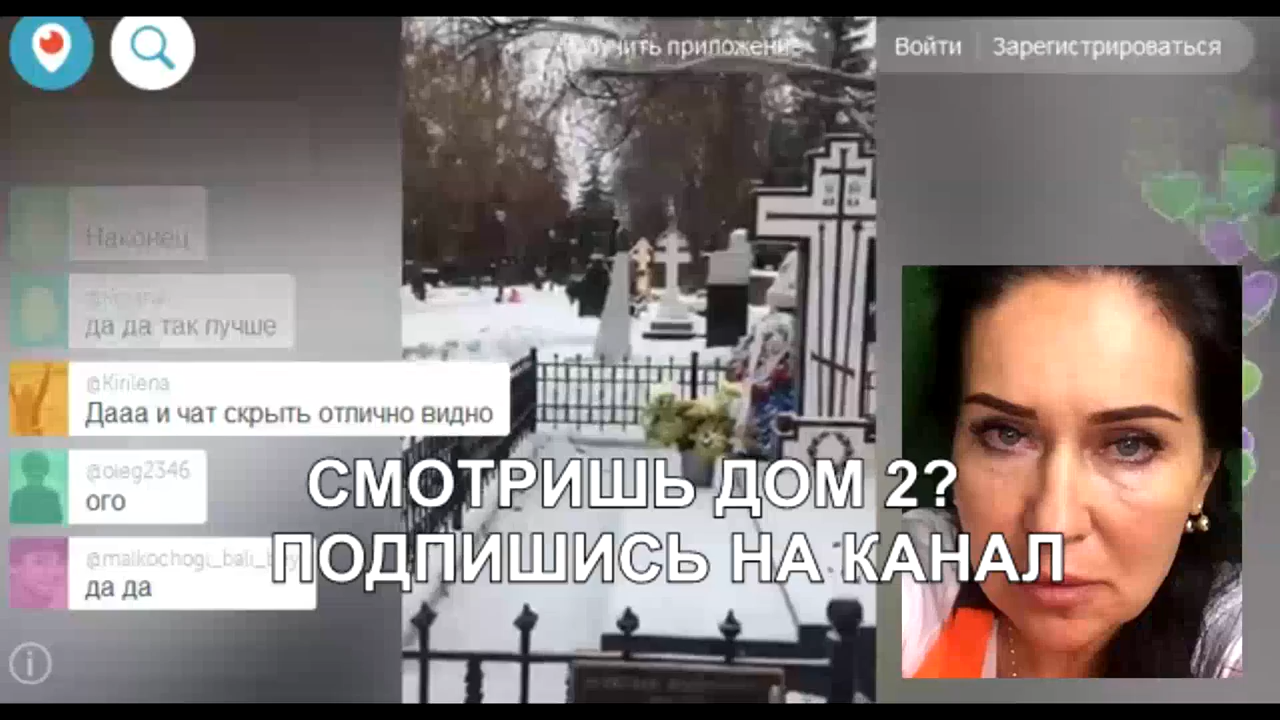 Войти
Зарегистрироваться
приложение
Наконец
да да так лучше
@Kirilena
Дааа и чат скрыть отлично видно
@oleg2346
ого
да да
СМОТРИШЬ ДОМ 2?
ПОДПИШИСЬ НА КАНАЛ